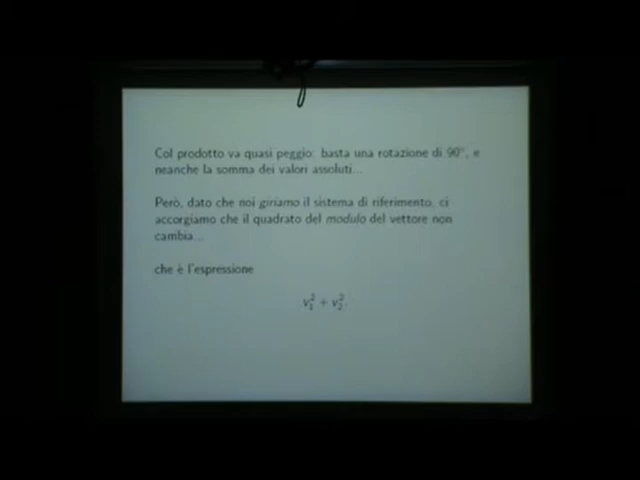 Col prodotto va quasi peggio: basta una rotazione di 90°, e
neanche la somma dei valori assoluti...
Però, dato che noi giriamo il sistema di riferimento, ci
accorgiamo che il quadrato del modulo del vettore non
cambia...
che è l'espressione
v₁² + v₂²